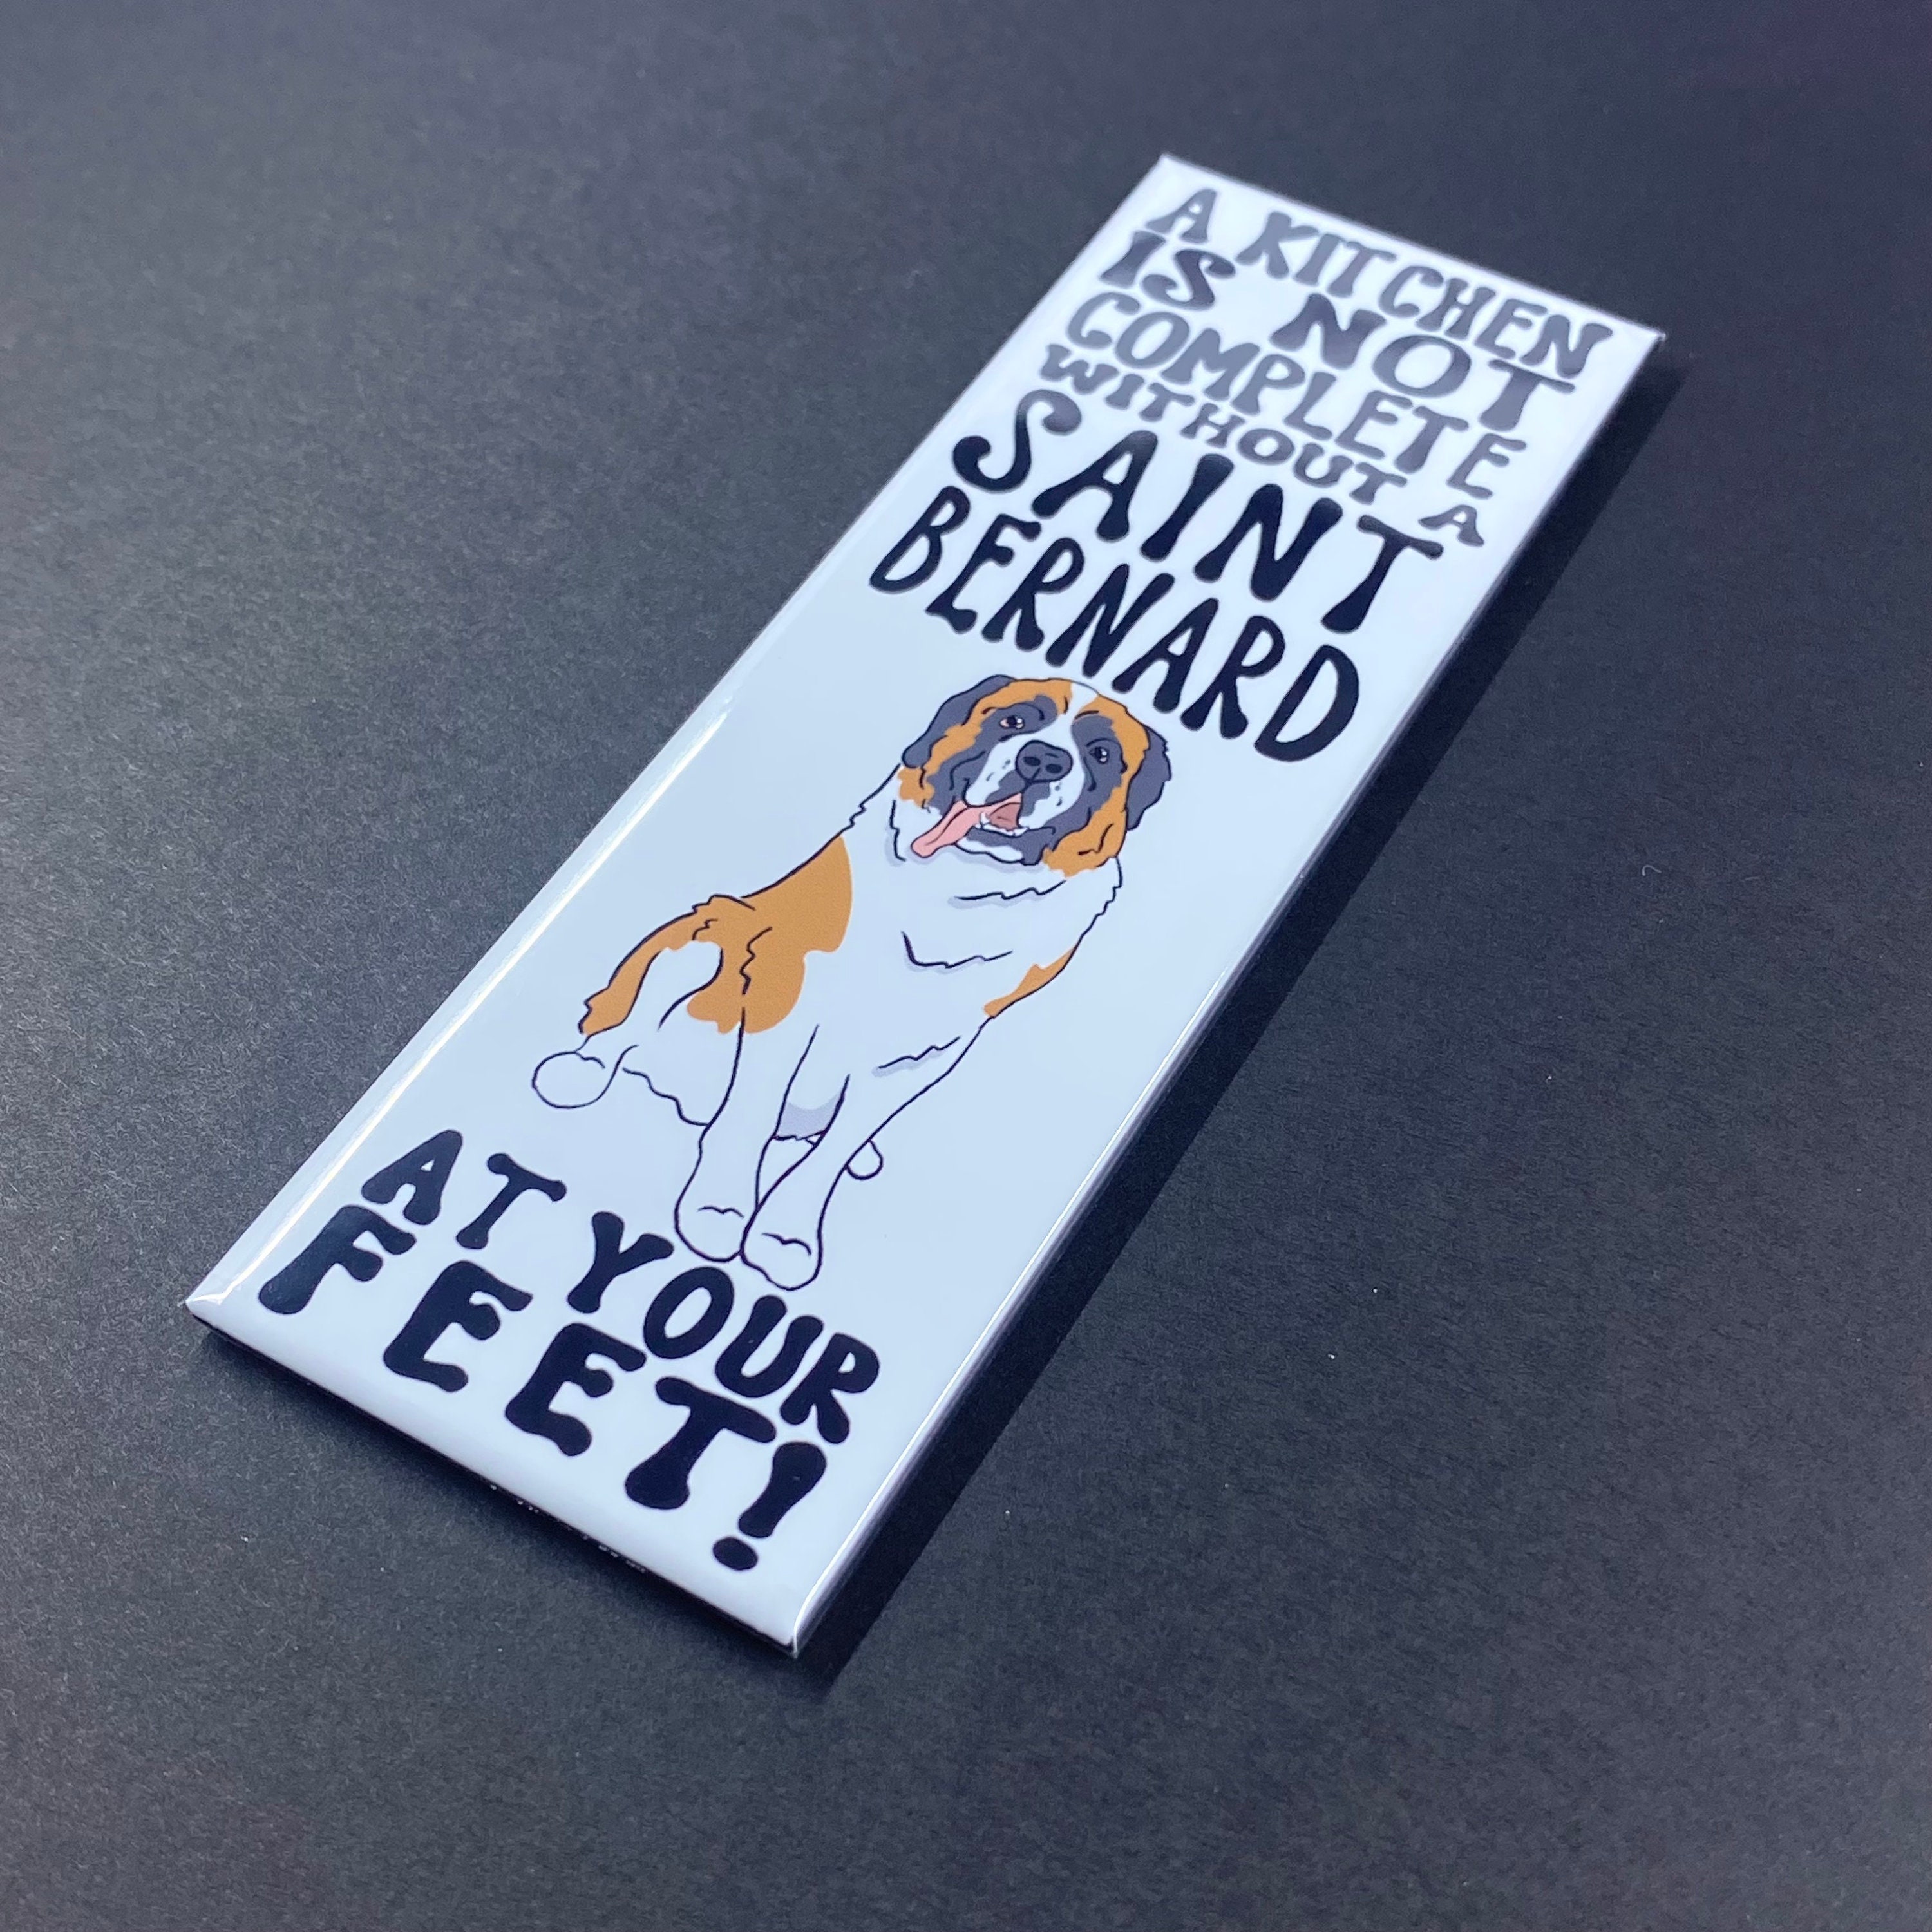 A KITCHEN
IS NOT
COMPLETE
WITHOUT A
SAINT
BERNARD
AT YOUR
FEET!